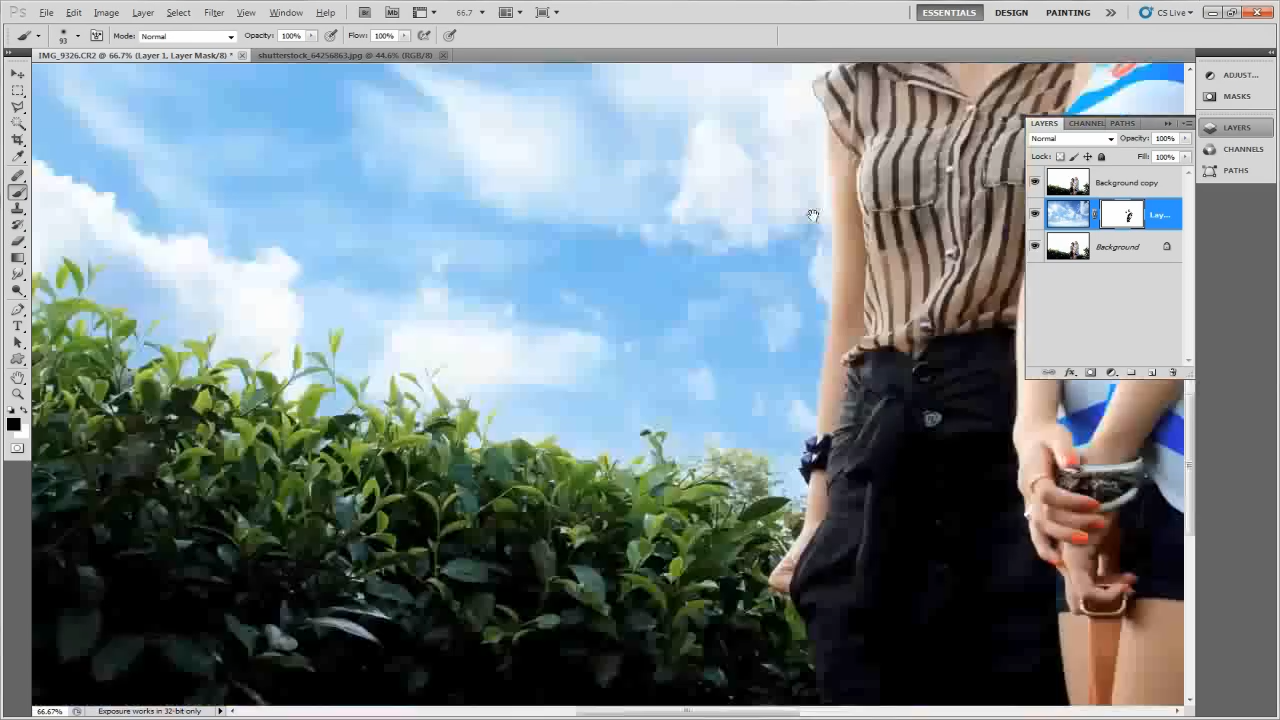 Ps File Edit Image Layer Select Filter View Window Help Br Mb 66.7 ESSENTIALS DESIGN PAINTING CS Live
93 Mode: Normal Opacity: 100% Flow: 100%
IMG_9326.CR2 @ 66.7% (Layer 1, Layer Mask/8) * shutterstock_64256863.jpg @ 44.6% (RGB/8)
ADJUST...
MASKS
LAYERS
CHANNELS
PATHS
LAYERS CHANNEL PATHS
Normal Opacity: 100%
Lock: Fill: 100%
Background copy
Lay...
Background
66.67% Exposure works in 32-bit only